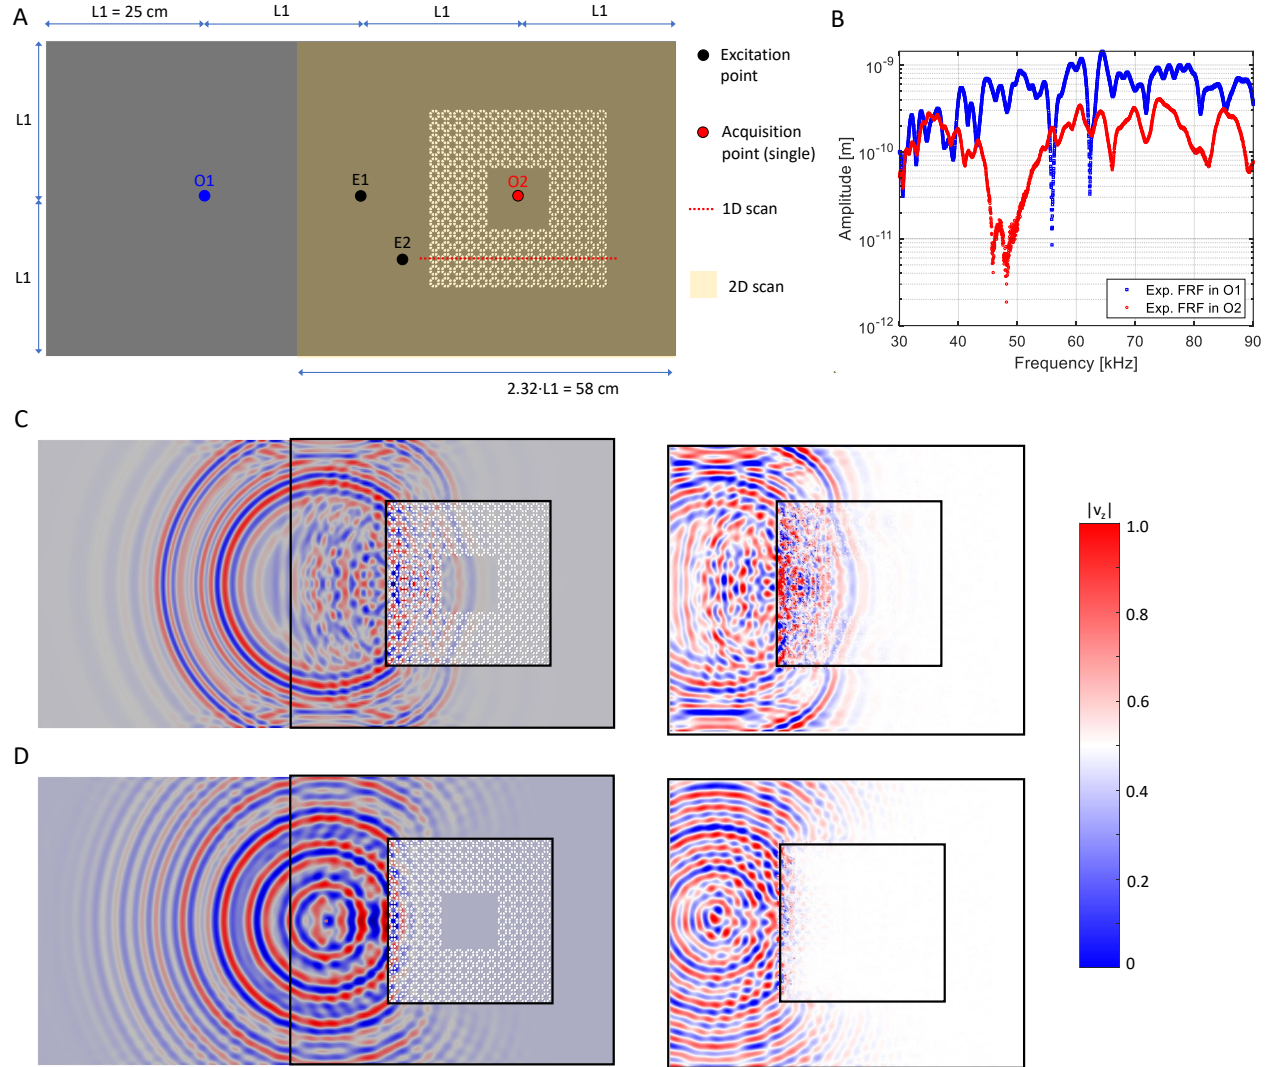 A
L1 = 25 cm
L1
L1
L1
L1
L1
O1
E1
O2
E2
2.32·L1 = 58 cm
Excitation
point
Acquisition
point (single)
1D scan
2D scan
B
10-9
10-10
10-11
10-12
Amplitude [m]
Exp. FRF in O1
Exp. FRF in O2
30 40 50 60 70 80 90
Frequency [kHz]
C
D
|vz|
1.0
0.8
0.6
0.4
0.2
0